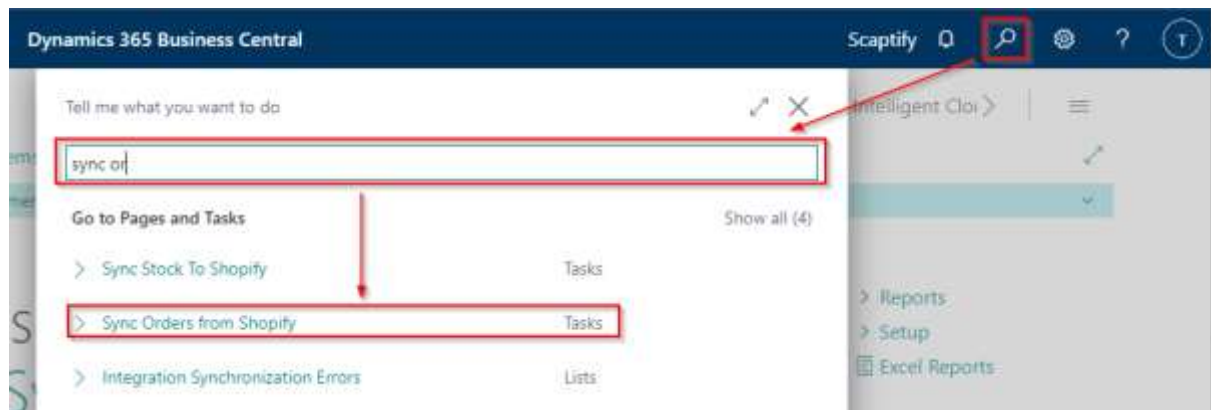 Dynamics 365 Business Central Scaptify ? T
Tell me what you want to do
Intelligent Clo
sync or
Go to Pages and Tasks Show all (4)
Sync Stock To Shopify Tasks
Sync Orders from Shopify Tasks
Integration Synchronization Errors Lists
Reports
Setup
Excel Reports